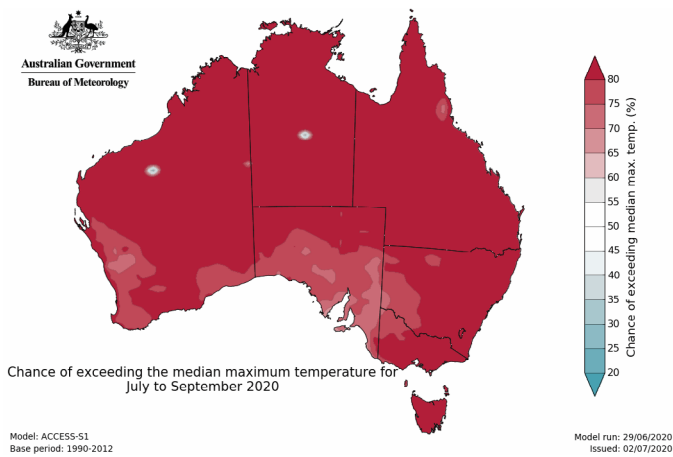 Australian Government
Bureau of Meteorology
80
75
70
65
60
55
50
45
40
35
30
25
20
Chance of exceeding median max. temp. (%)
Chance of exceeding the median maximum temperature for
July to September 2020
Model: ACCESS-S1
Base period: 1990-2012
Model run: 29/06/2020
Issued: 02/07/2020